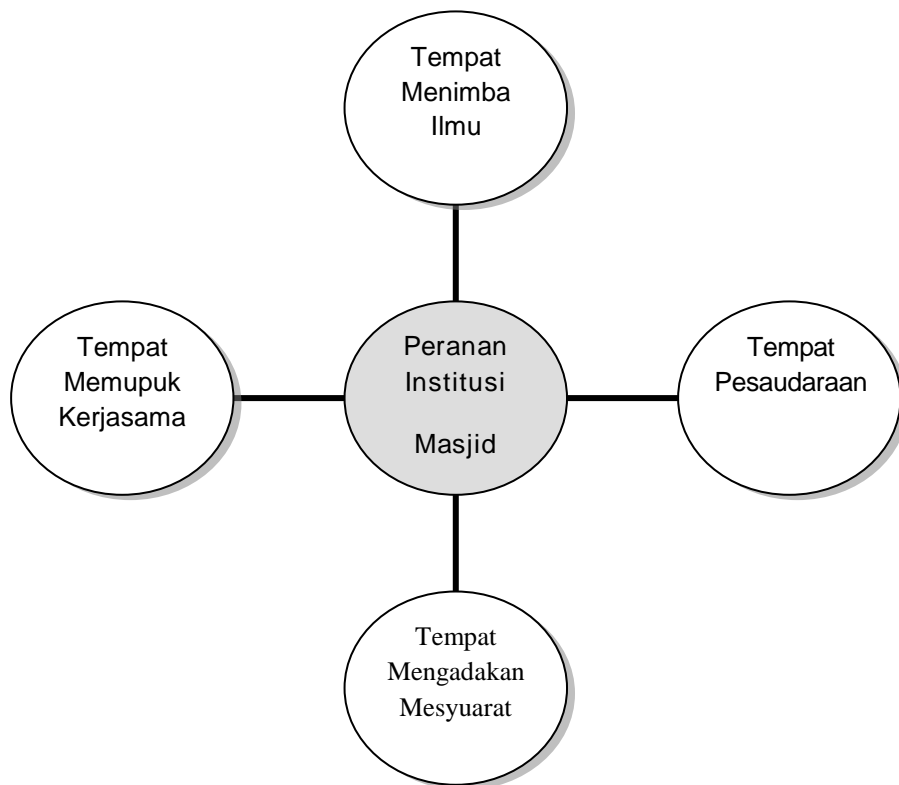 Tempat
Menimba
Ilmu
Tempat
Memupuk
Kerjasama
Peranan
Institusi
Masjid
Tempat
Pesaudaraan
Tempat
Mengadakan
Mesyuarat